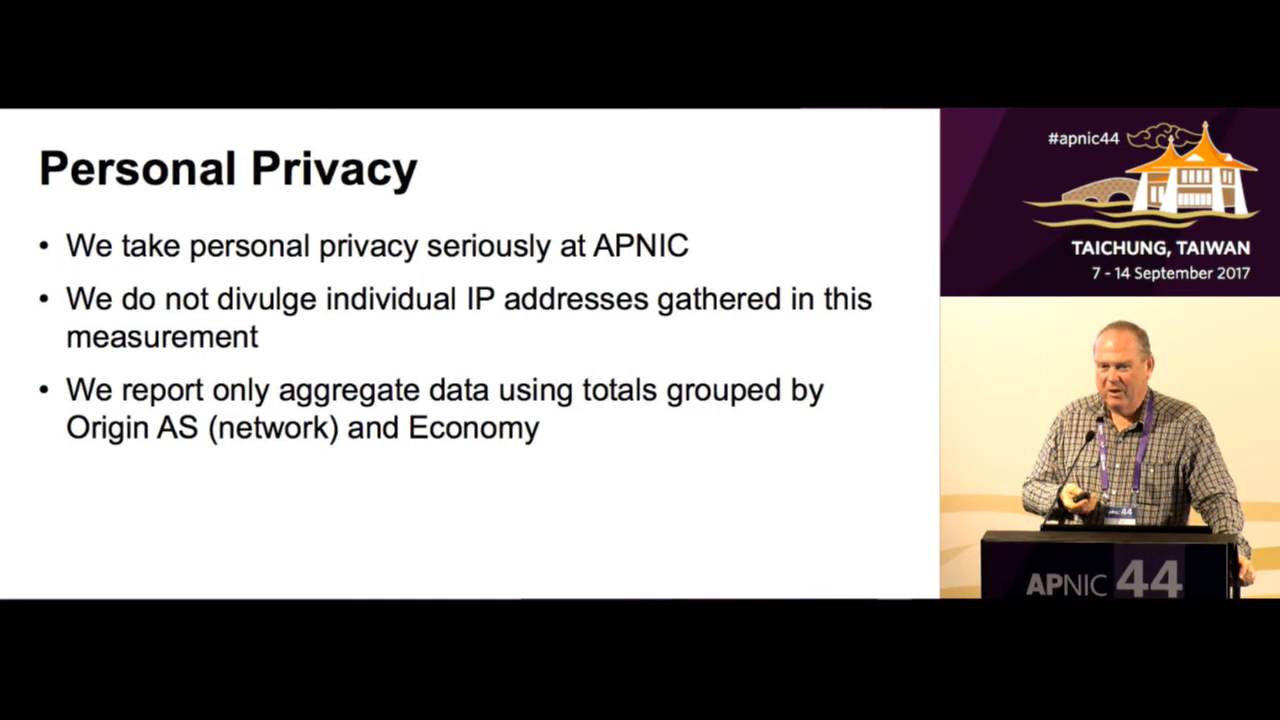 Personal Privacy
• We take personal privacy seriously at APNIC
• We do not divulge individual IP addresses gathered in this
measurement
• We report only aggregate data using totals grouped by
Origin AS (network) and Economy
#apnic44
TAICHUNG, TAIWAN
7 - 14 September 2017
APNIC 44
APNIC 44